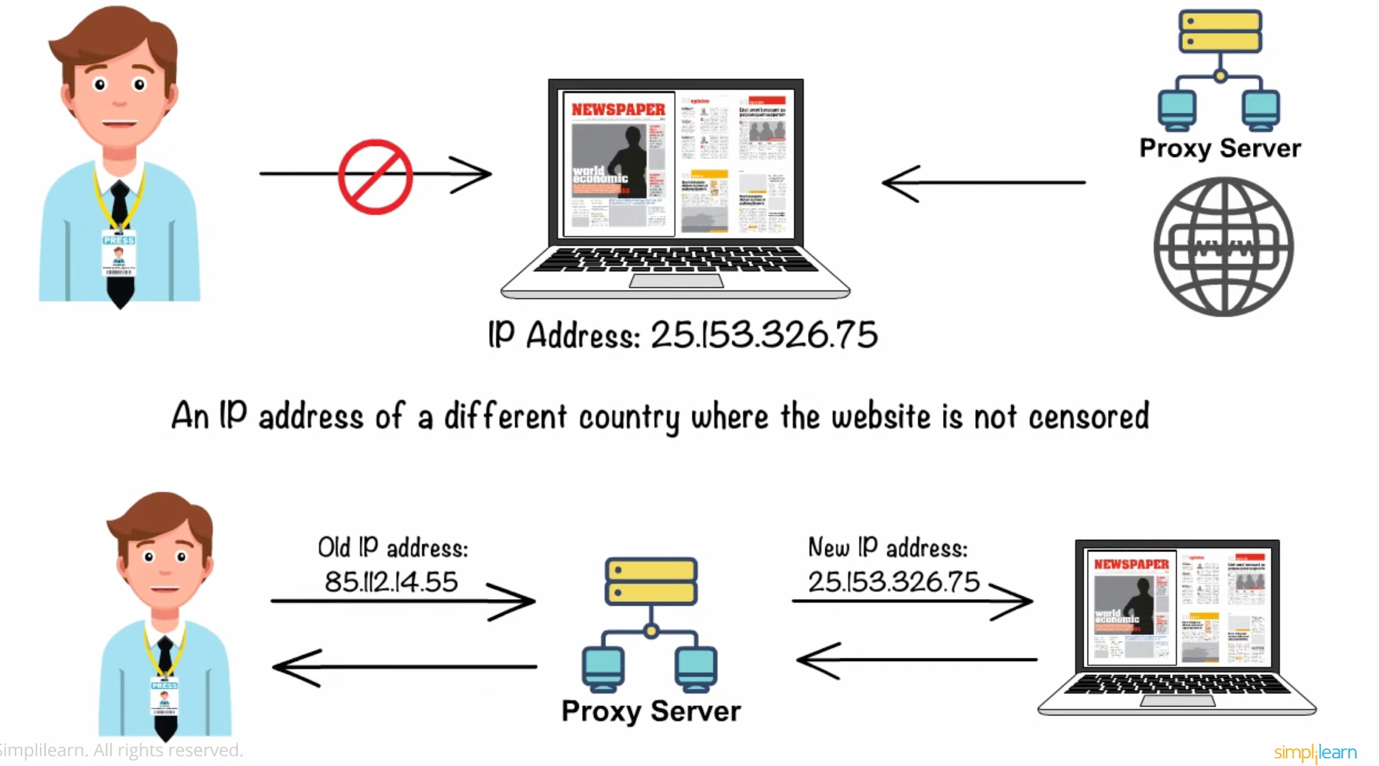 NEWSPAPER
opinion
world
economic
PRESS
Proxy Server
www
IP Address: 25.153.326.75
An IP address of a different country where the website is not censored
Old IP address:
85.112.14.55
New IP address:
25.153.326.75
PRESS
Proxy Server
NEWSPAPER
world
economic
Simplilearn. All rights reserved.
simplilearn